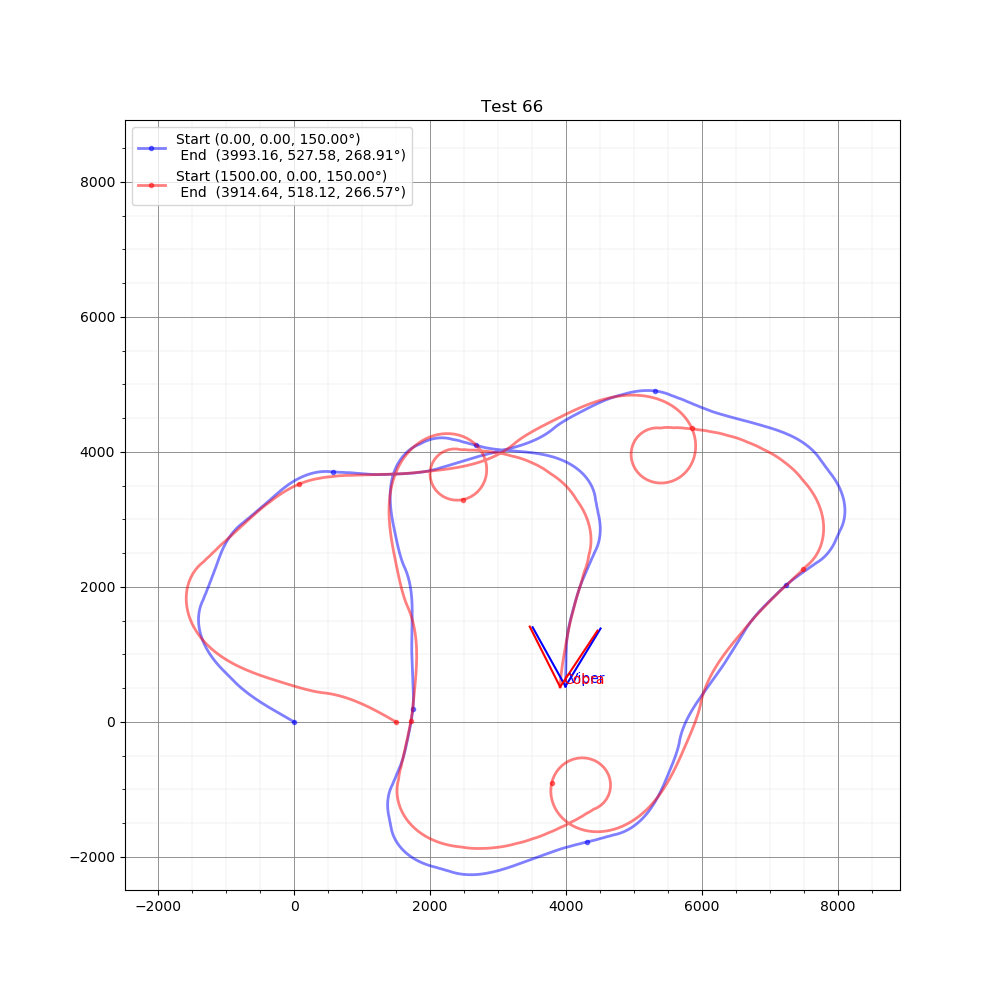 Test 66
Start (0.00, 0.00, 150.00°)
End (3993.16, 527.58, 268.91°)
Start (1500.00, 0.00, 150.00°)
End (3914.64, 518.12, 266.57°)
8000
6000
4000
2000
0
−2000
−2000
0
2000
4000
6000
8000